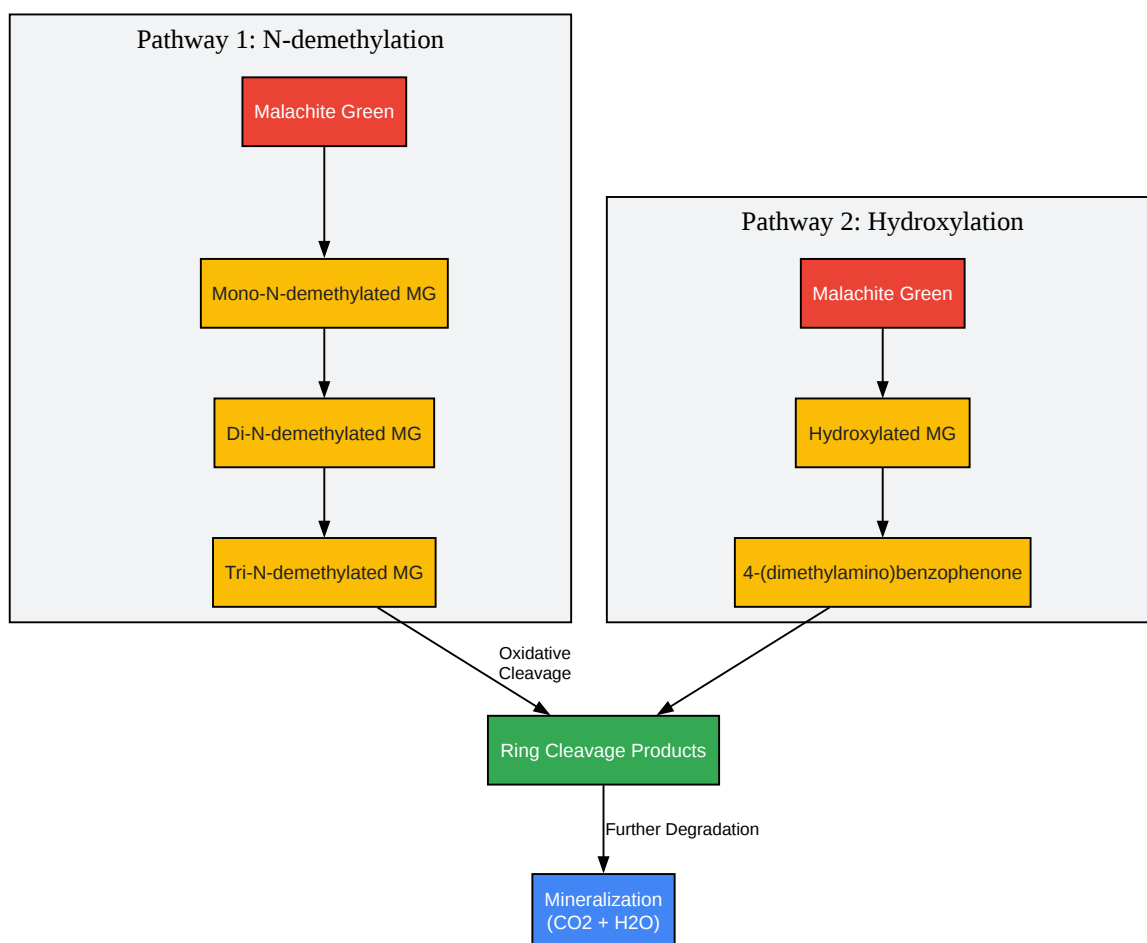 Pathway 1: N-demethylation
Malachite Green
Mono-N-demethylated MG
Di-N-demethylated MG
Tri-N-demethylated MG
Pathway 2: Hydroxylation
Malachite Green
Hydroxylated MG
4-(dimethylamino)benzophenone
Oxidative
Cleavage
Ring Cleavage Products
Further Degradation
Mineralization
(CO2 + H2O)